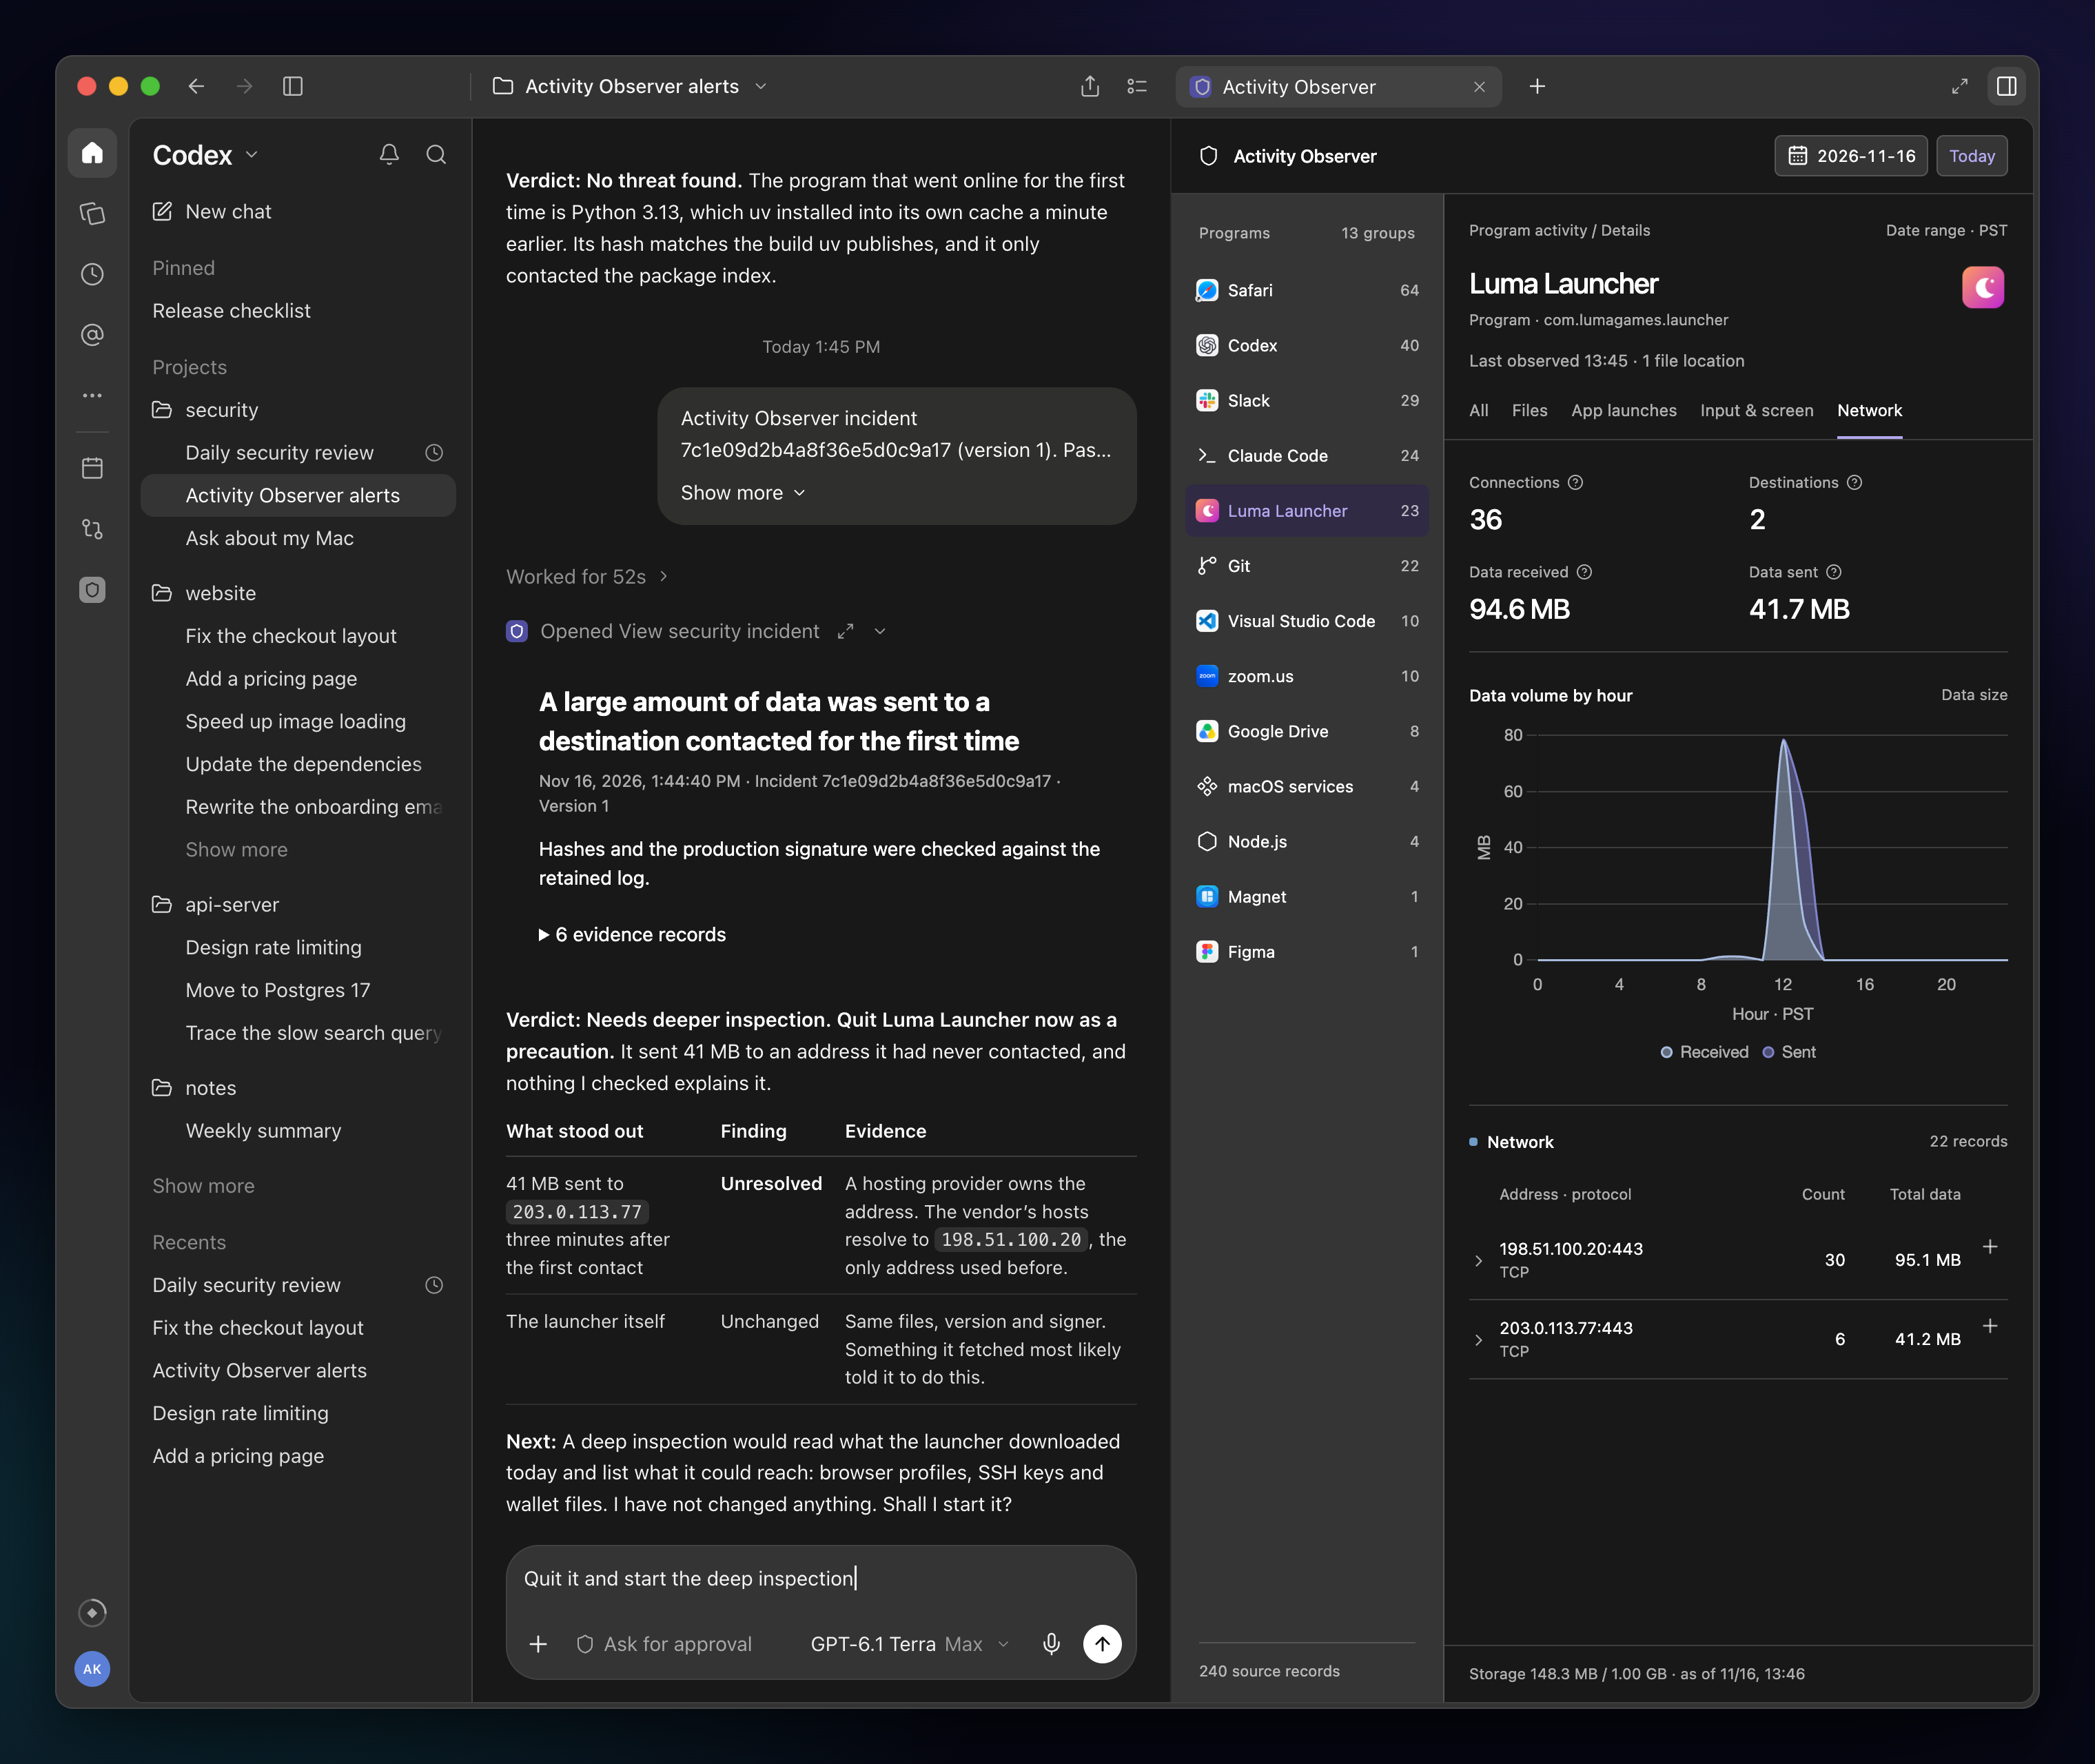 Activity Observer alerts
Activity Observer
Codex
New chat
Pinned
Release checklist
Projects
security
Daily security review
Activity Observer alerts
Ask about my Mac
website
Fix the checkout layout
Add a pricing page
Speed up image loading
Update the dependencies
Rewrite the onboarding ema
Show more
api-server
Design rate limiting
Move to Postgres 17
Trace the slow search query
notes
Weekly summary
Show more
Recents
Daily security review
Fix the checkout layout
Activity Observer alerts
Design rate limiting
Add a pricing page
AK
Verdict: No threat found. The program that went online for the first
time is Python 3.13, which uv installed into its own cache a minute
earlier. Its hash matches the build uv publishes, and it only
contacted the package index.
Today 1:45 PM
Activity Observer incident
7c1e09d2b4a8f36e5d0c9a17 (version 1). Pas...
Show more
Worked for 52s
Opened View security incident
A large amount of data was sent to a
destination contacted for the first time
Nov 16, 2026, 1:44:40 PM · Incident 7c1e09d2b4a8f36e5d0c9a17 ·
Version 1
Hashes and the production signature were checked against the
retained log.
6 evidence records
Verdict: Needs deeper inspection. Quit Luma Launcher now as a
precaution. It sent 41 MB to an address it had never contacted, and
nothing I checked explains it.
What stood out Finding Evidence
41 MB sent to
203.0.113.77
three minutes after
the first contact
Unresolved
A hosting provider owns the
address. The vendor's hosts
resolve to 198.51.100.20, the
only address used before.
The launcher itself
Unchanged
Same files, version and signer.
Something it fetched most likely
told it to do this.
Next: A deep inspection would read what the launcher downloaded
today and list what it could reach: browser profiles, SSH keys and
wallet files. I have not changed anything. Shall I start it?
Quit it and start the deep inspection
Ask for approval
GPT-6.1 Terra Max
Activity Observer
2026-11-16
Today
Programs 13 groups
Safari 64
Codex 40
Slack 29
Claude Code 24
Luma Launcher 23
Git 22
Visual Studio Code 10
zoom
zoom.us 10
Google Drive 8
macOS services 4
Node.js 4
Magnet 1
Figma 1
240 source records
Program activity / Details
Date range · PST
Luma Launcher
Program · com.lumagames.launcher
Last observed 13:45 · 1 file location
All Files App launches Input & screen Network
Connections
36
Destinations
2
Data received
94.6 MB
Data sent
41.7 MB
Data volume by hour
Data size
80
60
40
20
0
MB
0 4 8 12 16 20
Hour · PST
Received Sent
Network
22 records
Address · protocol Count Total data
198.51.100.20:443
TCP
30 95.1 MB
203.0.113.77:443
TCP
6 41.2 MB
Storage 148.3 MB / 1.00 GB · as of 11/16, 13:46